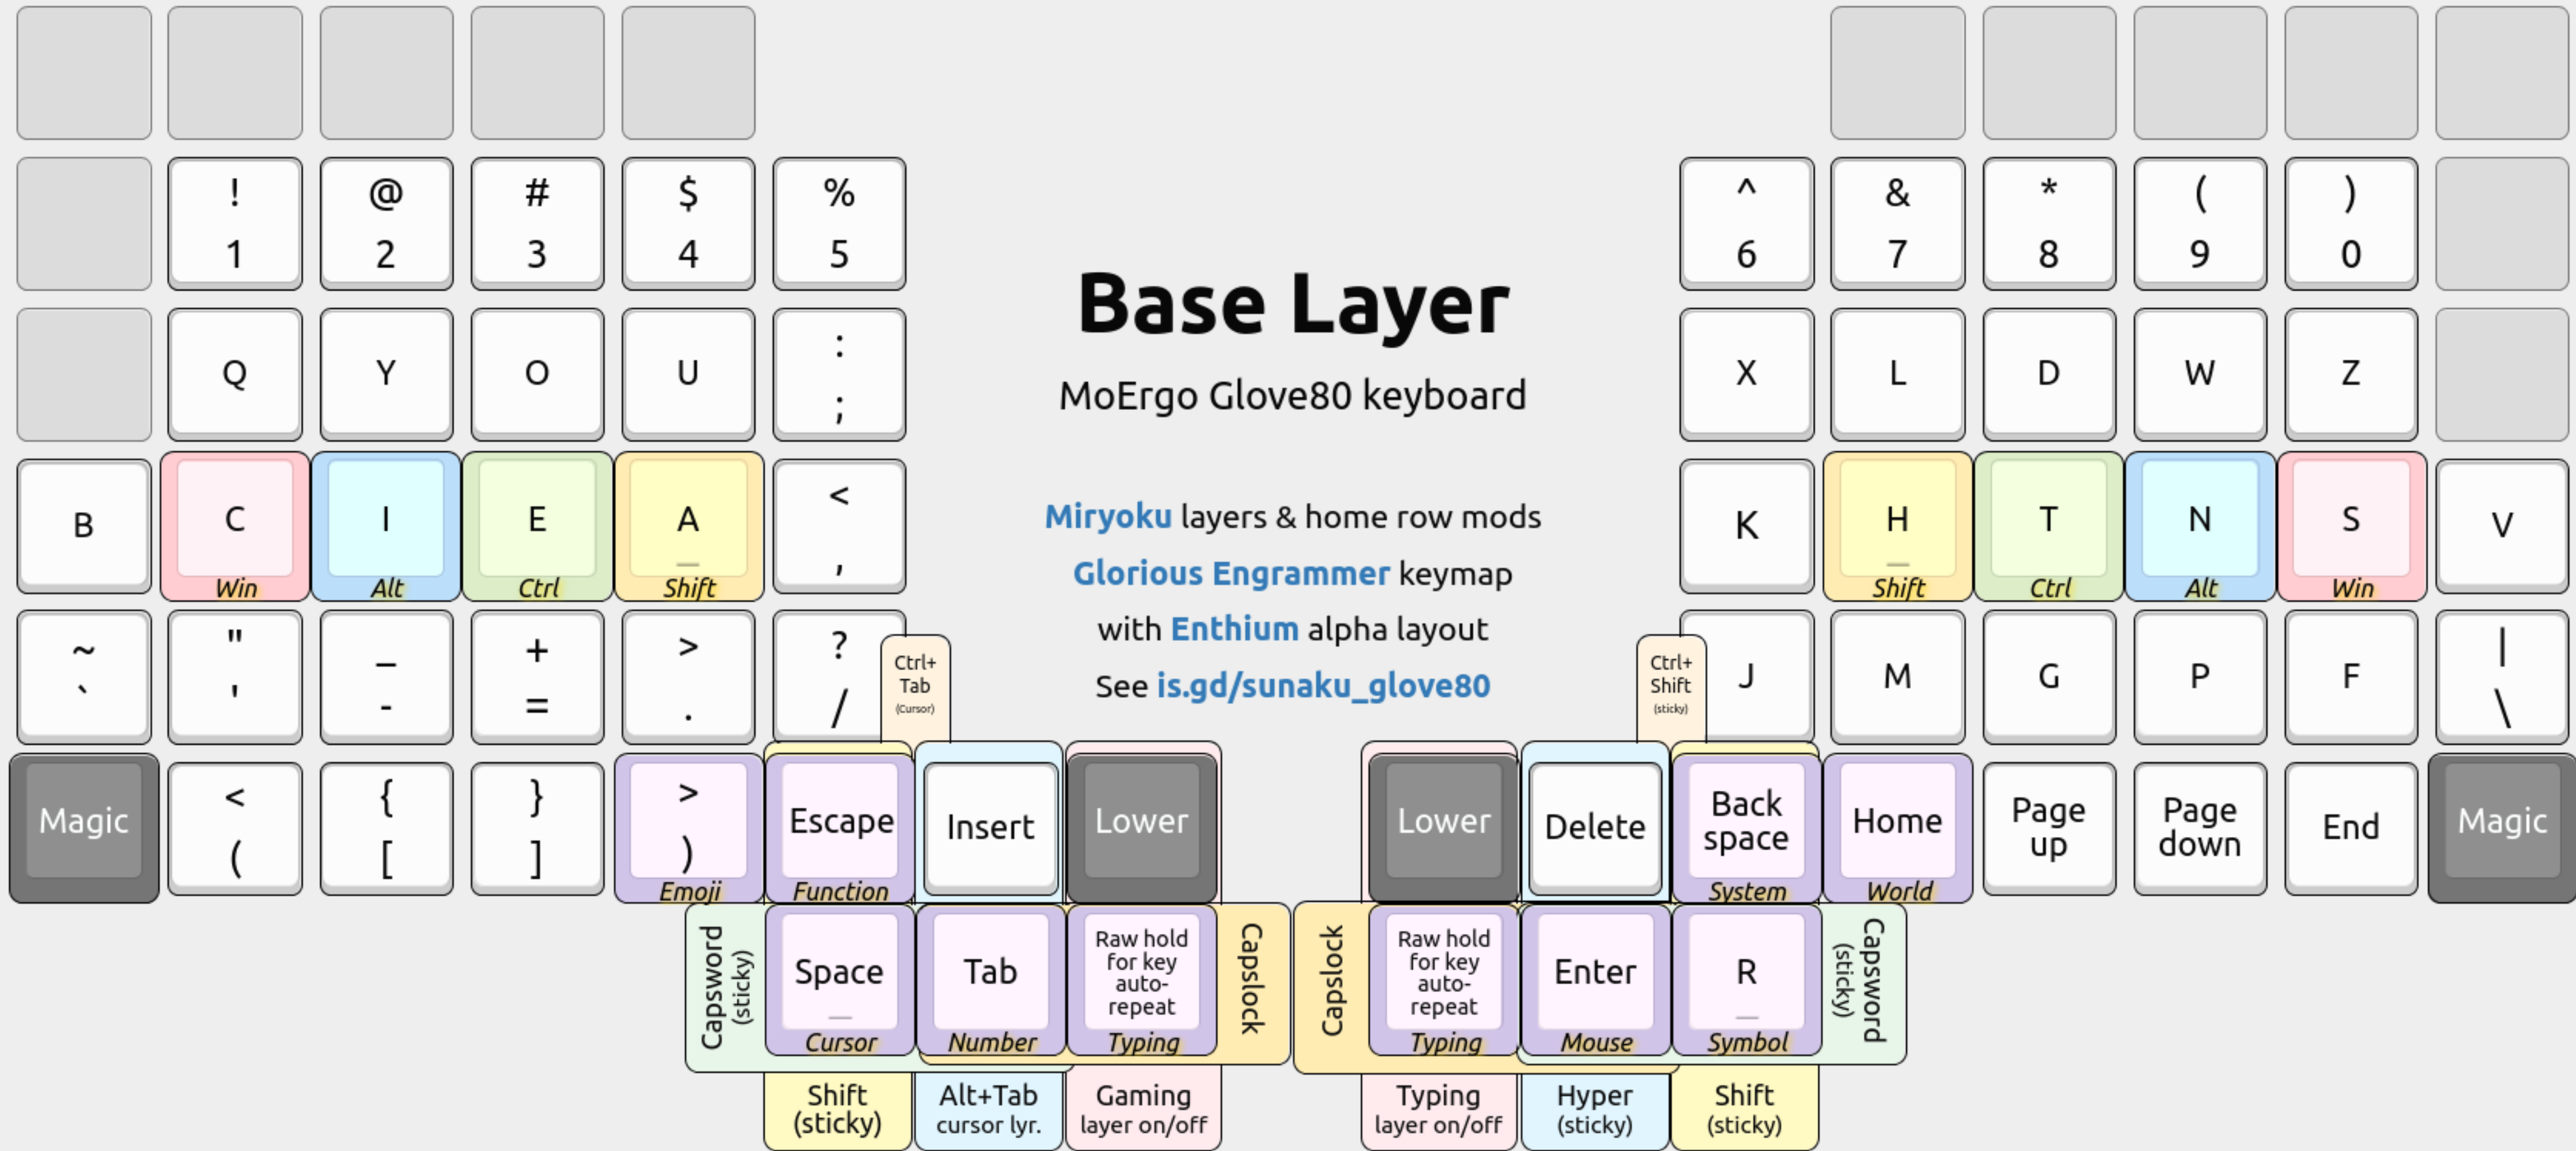 ! @ # $ % ^ & * ( )
1 2 3 4 5 6 7 8 9 0
Base Layer
Q Y O U : ; X L D W Z
MoErgo Glove80 keyboard
B C I E A _ < , K H _ T N S V
Win Alt Ctrl Shift Shift Ctrl Alt Win
Miryoku layers & home row mods
Glorious Engrammer keymap
with Enthium alpha layout
See is.gd/sunaku_glove80
~ " _ + > ? J M G P F |
` ' - = . / \
Ctrl+
Tab
(Cursor)
Ctrl+
Shift
(sticky)
Magic
< { } >
( [ ] )
Emoji
Escape
Function
Insert
Lower
Lower
Delete
Back
space
System
Home
World
Page
up
Page
down
End
Magic
Capsword
(sticky)
Space
_
Cursor
Tab
Number
Raw hold
for key
auto-
repeat
Typing
Capslock
Capslock
Raw hold
for key
auto-
repeat
Typing
Enter
Mouse
R
_
Symbol
Capsword
(sticky)
Shift
(sticky)
Alt+Tab
cursor lyr.
Gaming
layer on/off
Typing
layer on/off
Hyper
(sticky)
Shift
(sticky)